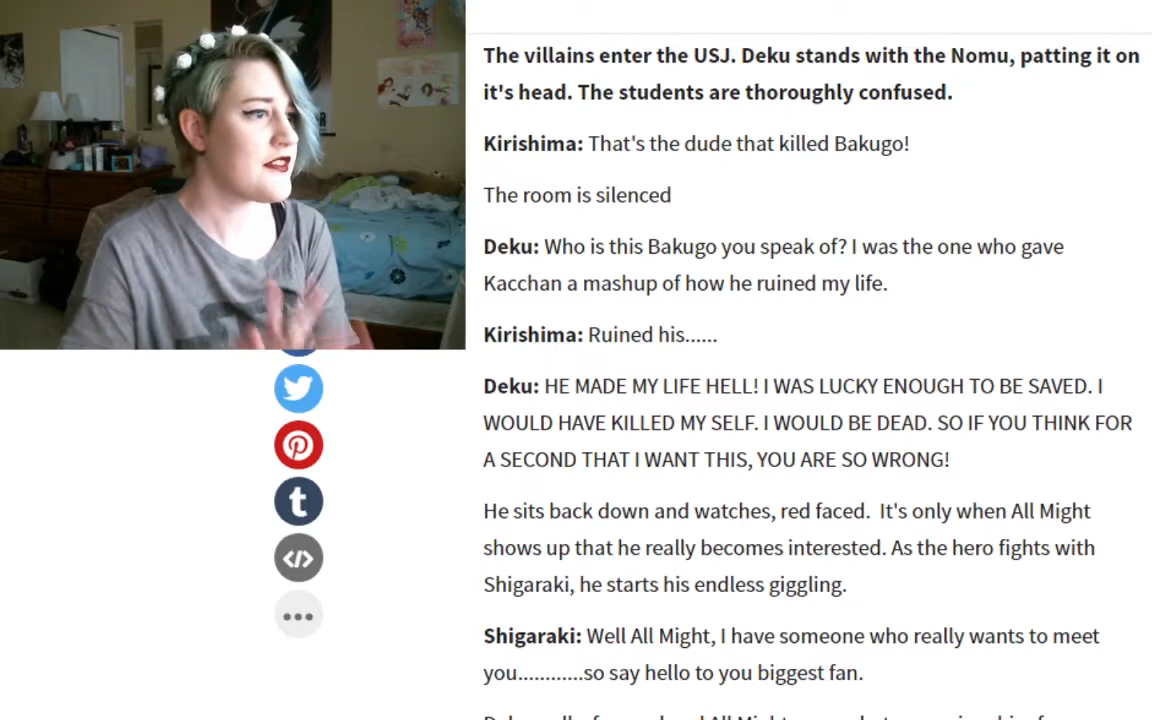 The villains enter the USJ. Deku stands with the Nomu, patting it on
it's head. The students are thoroughly confused.
Kirishima: That's the dude that killed Bakugo!
The room is silenced
Deku: Who is this Bakugo you speak of? I was the one who gave
Kacchan a mashup of how he ruined my life.
Kirishima: Ruined his......
Deku: HE MADE MY LIFE HELL! I WAS LUCKY ENOUGH TO BE SAVED. I
WOULD HAVE KILLED MY SELF. I WOULD BE DEAD. SO IF YOU THINK FOR
A SECOND THAT I WANT THIS, YOU ARE SO WRONG!
He sits back down and watches, red faced.  It's only when All Might
shows up that he really becomes interested. As the hero fights with
Shigaraki, he starts his endless giggling.
Shigaraki: Well All Might, I have someone who really wants to meet
you............so say hello to you biggest fan.